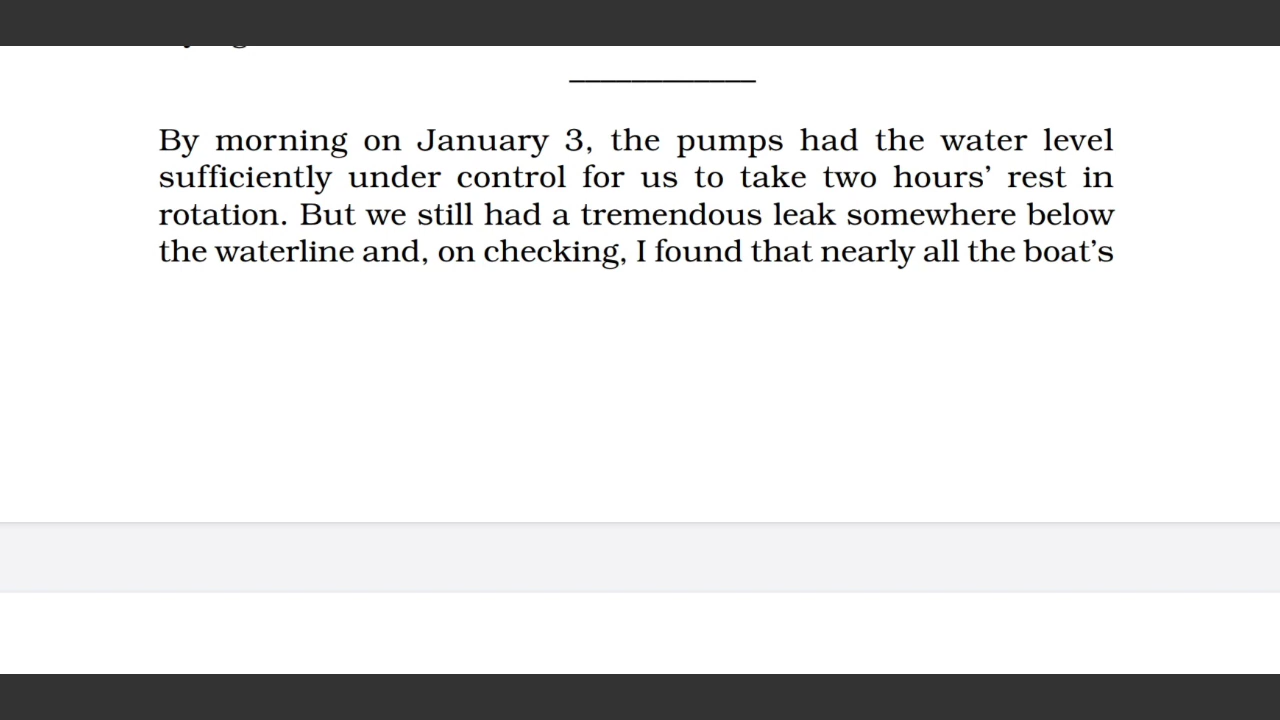 By morning on January 3, the pumps had the water level
sufficiently under control for us to take two hours’ rest in
rotation. But we still had a tremendous leak somewhere below
the waterline and, on checking, I found that nearly all the boat’s